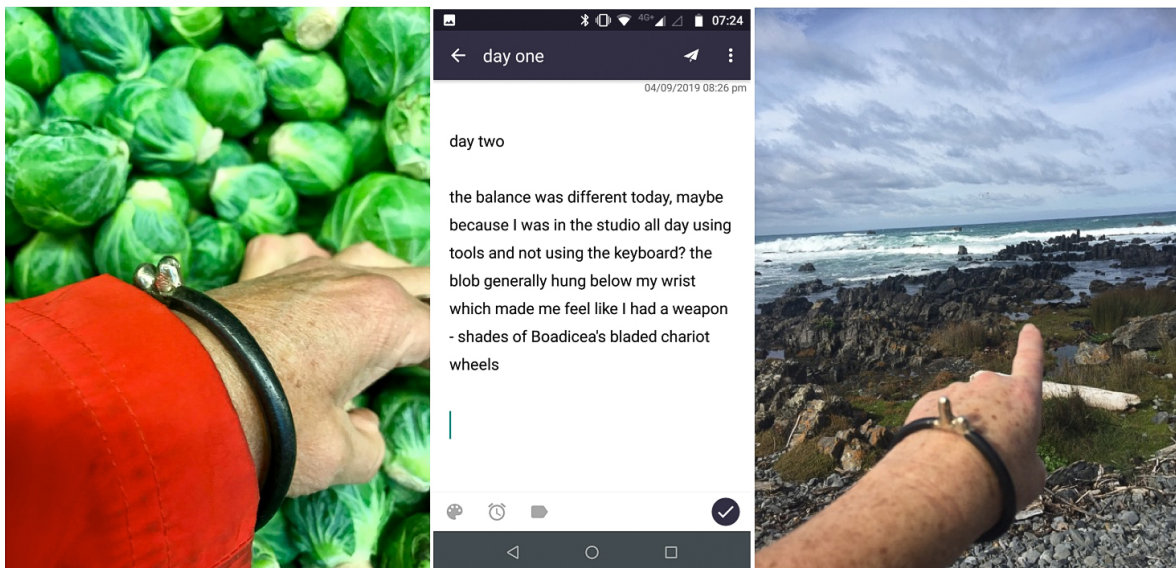 4G+ 07:24
day one
04/09/2019 08:26 pm
day two
the balance was different today, maybe
because I was in the studio all day using
tools and not using the keyboard? the
blob generally hung below my wrist
which made me feel like I had a weapon
- shades of Boadicea's bladed chariot
wheels